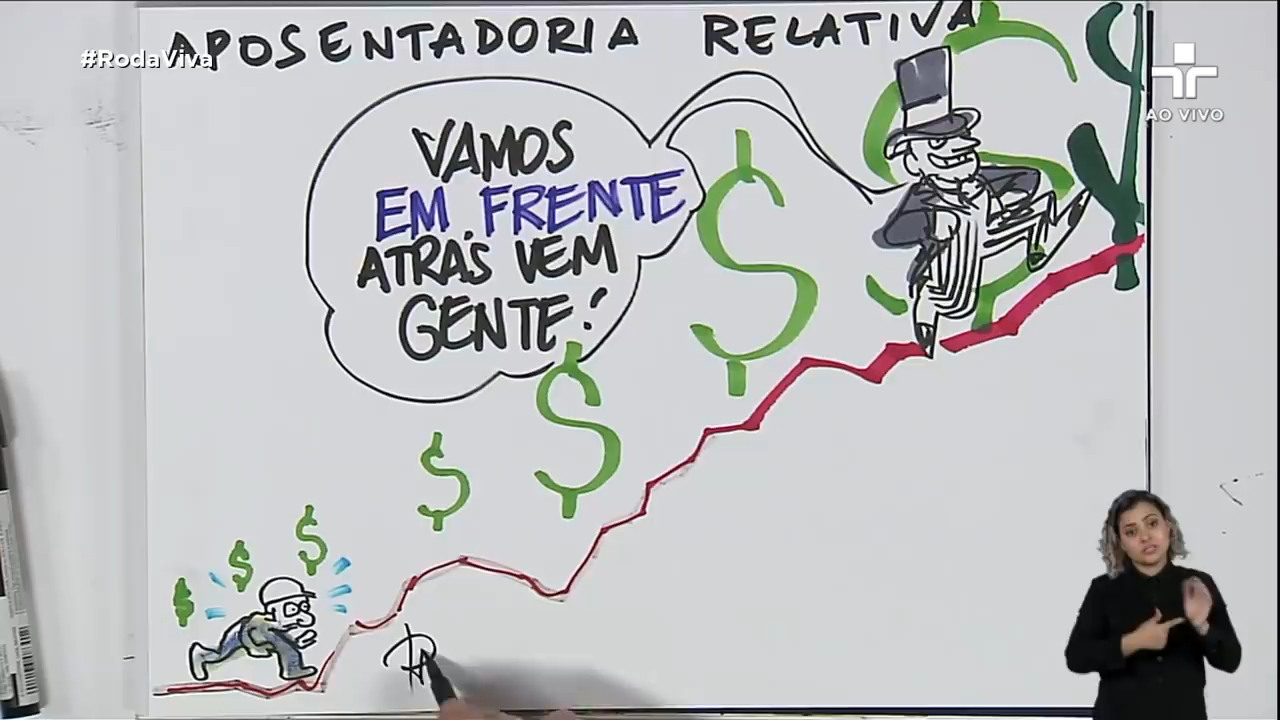 APOSENTADORIA RELATIVA
#RodaViva
AO VIVO
VAMOS
EM FRENTE
ATRÁS VEM
GENTE!
$
$
$
$
$
$
$